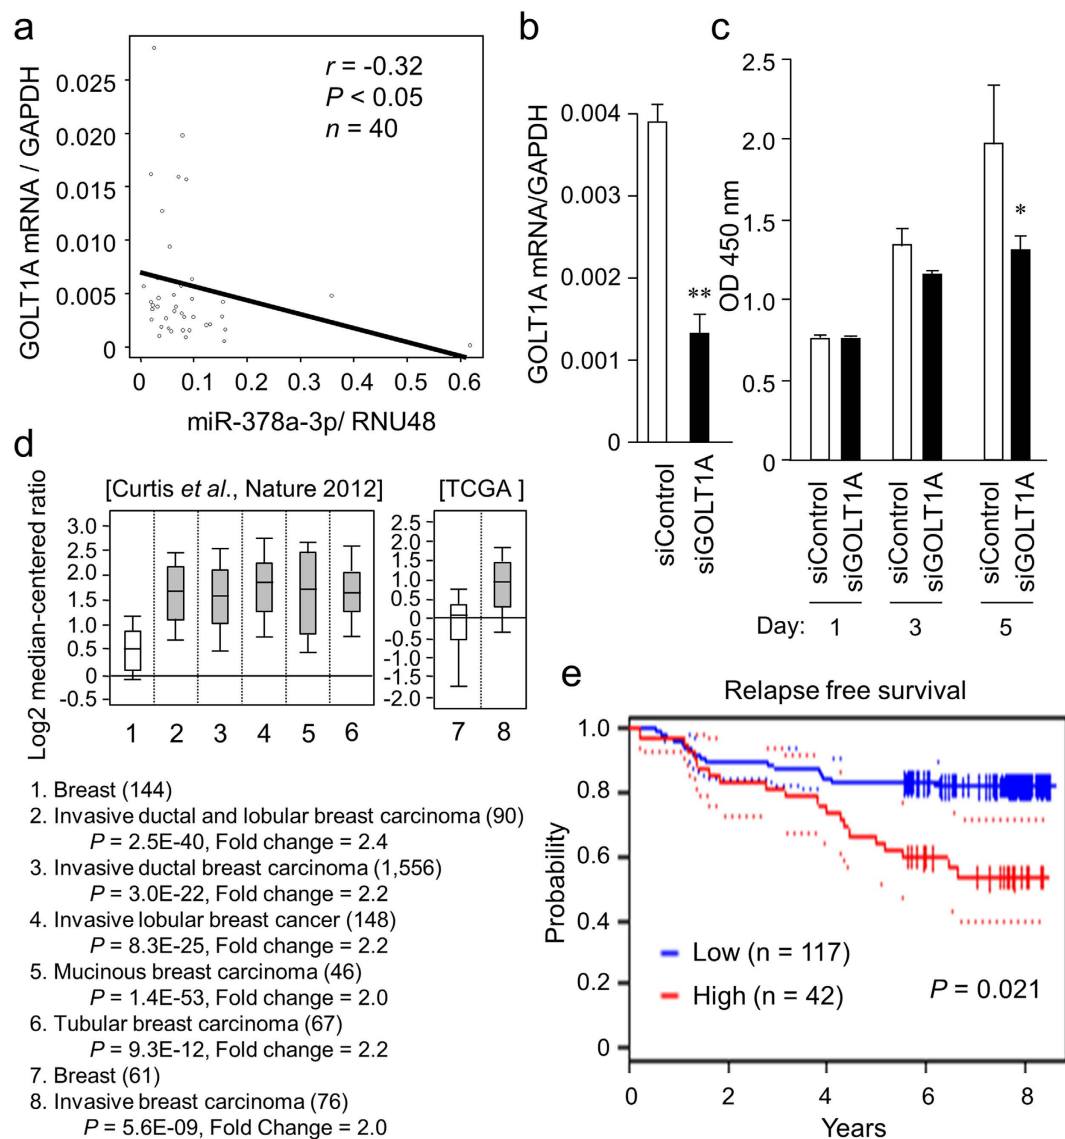 a
GOLT1A mRNA / GAPDH
0.025
0.020
0.015
0.010
0.005
0
r = -0.32
P < 0.05
n = 40
0 0.1 0.2 0.3 0.4 0.5 0.6
miR-378a-3p/ RNU48
b
GOLT1A mRNA/GAPDH
0.004
0.003
0.002
0.001
0
**
siControl
siGOLT1A
c
OD 450 nm
2.5
2.0
1.5
1.0
0.5
0
*
siControl
siGOLT1A
siControl
siGOLT1A
siControl
siGOLT1A
Day: 1 3 5
d
Log2 median-centered ratio
[Curtis et al., Nature 2012]
3.0
2.5
2.0
1.5
1.0
0.5
0
-0.5
1 2 3 4 5 6
[TCGA ]
2.5
2.0
1.5
1.0
0.5
0
-0.5
-1.0
-1.5
-2.0
7 8
1. Breast (144)
2. Invasive ductal and lobular breast carcinoma (90)
P = 2.5E-40, Fold change = 2.4
3. Invasive ductal breast carcinoma (1,556)
P = 3.0E-22, Fold change = 2.2
4. Invasive lobular breast cancer (148)
P = 8.3E-25, Fold change = 2.2
5. Mucinous breast carcinoma (46)
P = 1.4E-53, Fold change = 2.0
6. Tubular breast carcinoma (67)
P = 9.3E-12, Fold change = 2.2
7. Breast (61)
8. Invasive breast carcinoma (76)
P = 5.6E-09, Fold Change = 2.0
e
Relapse free survival
Probability
1.0
0.8
0.6
0.4
0.2
0
Low (n = 117)
High (n = 42)
P = 0.021
0 2 4 6 8
Years